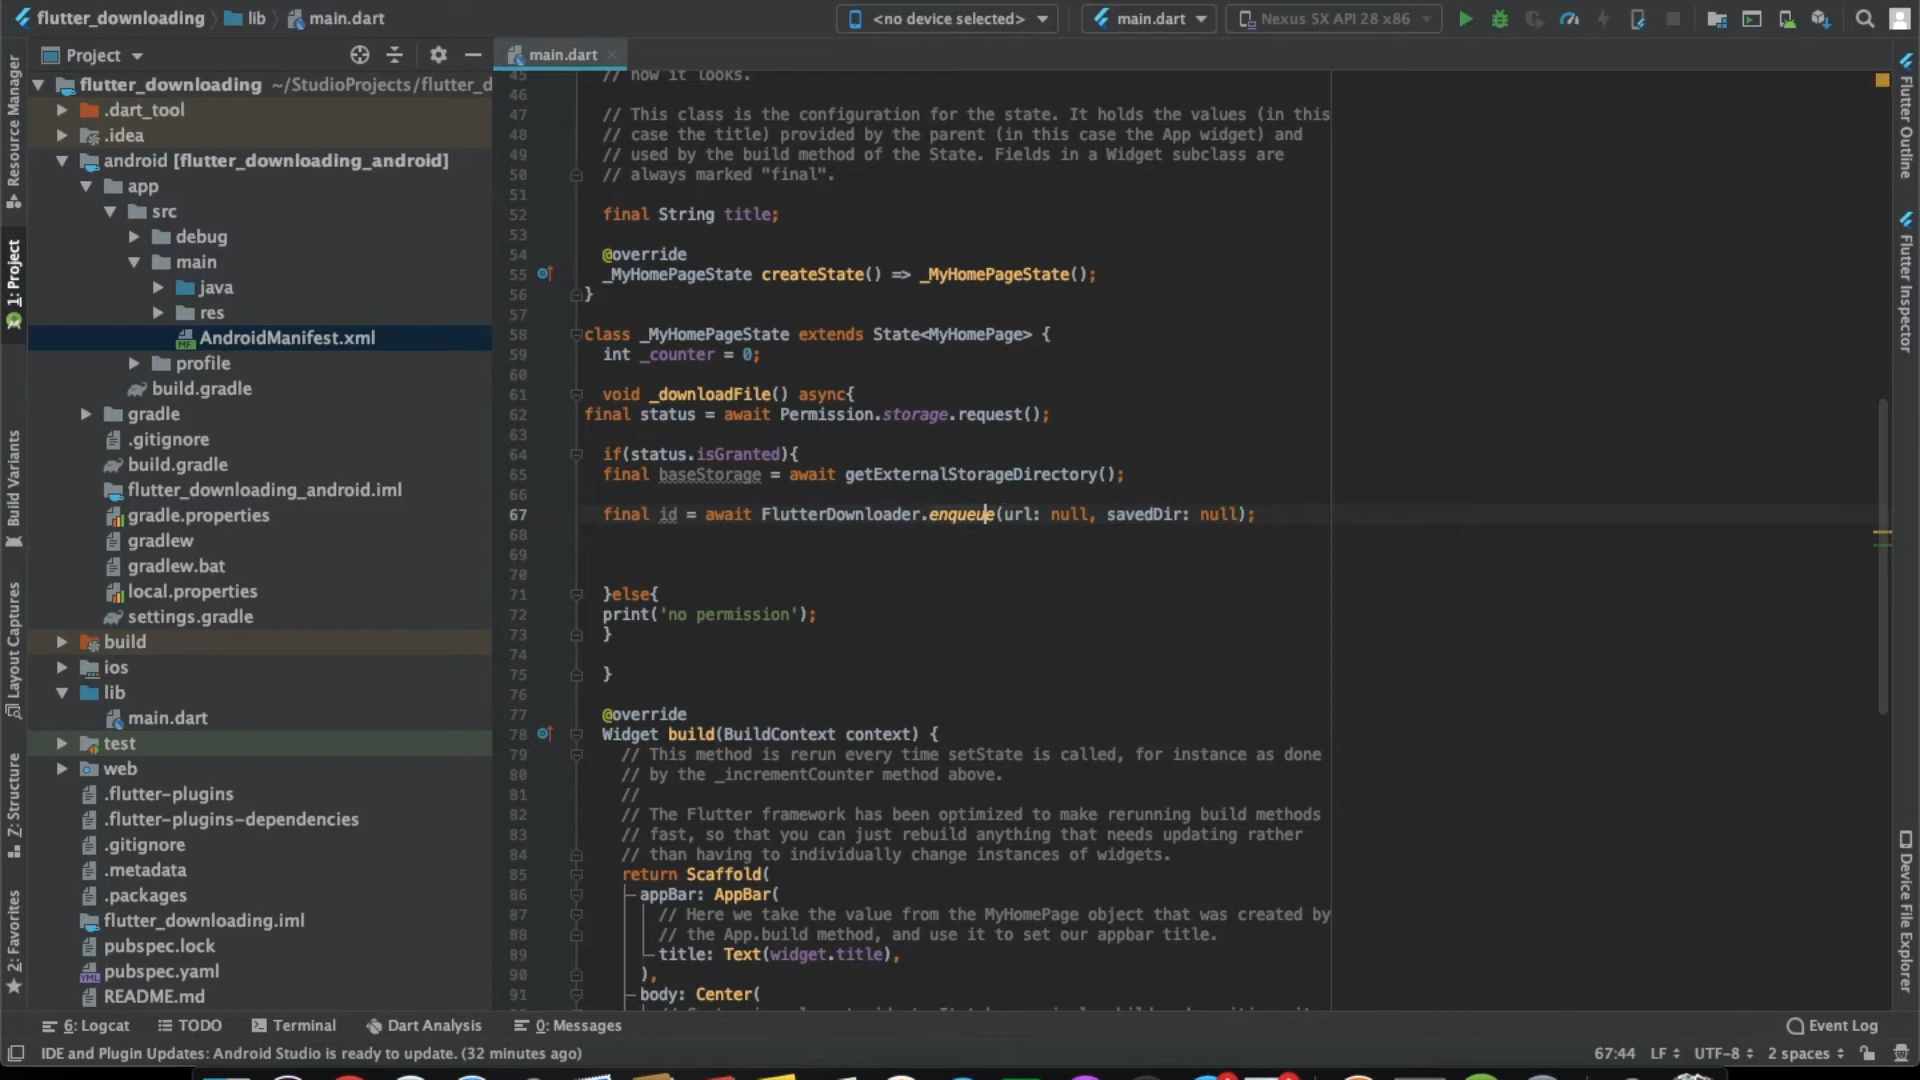 flutter_downloading lib main.dart <no device selected> main.dart Nexus 5X API 28 x86
Project main.dart
flutter_downloading ~/StudioProjects/flutter_d
.dart_tool
.idea
android [flutter_downloading_android]
app
src
debug
main
java
res
AndroidManifest.xml
profile
build.gradle
gradle
.gitignore
build.gradle
flutter_downloading_android.iml
gradle.properties
gradlew
gradlew.bat
local.properties
settings.gradle
build
ios
lib
main.dart
test
web
.flutter-plugins
.flutter-plugins-dependencies
.gitignore
.metadata
.packages
flutter_downloading.iml
pubspec.lock
pubspec.yaml
README.md
Resource Manager
1: Project
Build Variants
Layout Captures
Z: Structure
2: Favorites
45 // how it looks.
46
47 // This class is the configuration for the state. It holds the values (in this
48 // case the title) provided by the parent (in this case the App widget) and
49 // used by the build method of the State. Fields in a Widget subclass are
50 // always marked "final".
51
52 final String title;
53
54 @override
55 _MyHomePageState createState() => _MyHomePageState();
56 }
57
58 class _MyHomePageState extends State<MyHomePage> {
59 int _counter = 0;
60
61 void _downloadFile() async{
62 final status = await Permission.storage.request();
63
64 if(status.isGranted){
65 final baseStorage = await getExternalStorageDirectory();
66
67 final id = await FlutterDownloader.enqueue(url: null, savedDir: null);
68
69
70
71 }else{
72 print('no permission');
73 }
74
75 }
76
77 @override
78 Widget build(BuildContext context) {
79 // This method is rerun every time setState is called, for instance as done
80 // by the _incrementCounter method above.
81 //
82 // The Flutter framework has been optimized to make rerunning build methods
83 // fast, so that you can just rebuild anything that needs updating rather
84 // than having to individually change instances of widgets.
85 return Scaffold(
86 appBar: AppBar(
87 // Here we take the value from the MyHomePage object that was created by
88 // the App.build method, and use it to set our appbar title.
89 title: Text(widget.title),
90 ),
91 body: Center(
Flutter Outline
Flutter Inspector
Device File Explorer
6: Logcat TODO Terminal Dart Analysis 0: Messages Event Log
IDE and Plugin Updates: Android Studio is ready to update. (32 minutes ago) 67:44 LF UTF-8 2 spaces